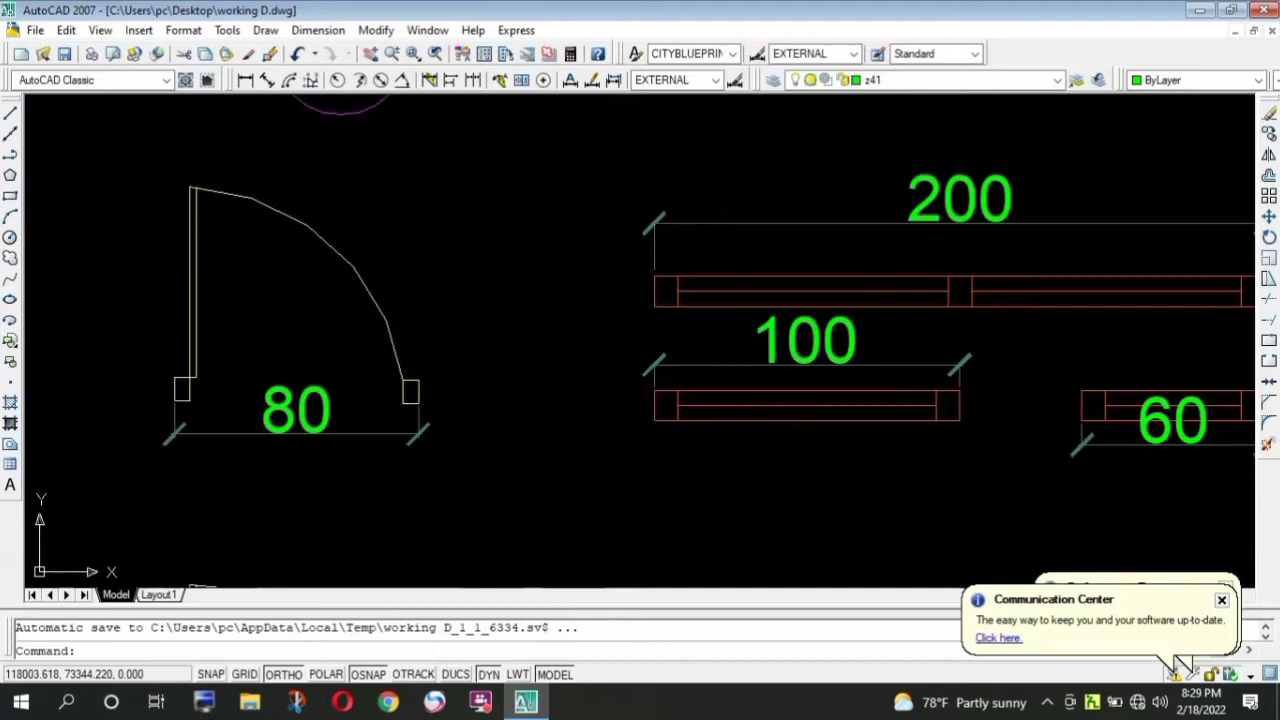 AutoCAD 2007 - [C:\Users\pc\Desktop\working D.dwg]
File Edit View Insert Format Tools Draw Dimension Modify Window Help Express
CITYBLUEPRIN EXTERNAL Standard
AutoCAD Classic EXTERNAL z41 ByLayer
200
100
80
60
Y
X
Model Layout1
Communication Center
The easy way to keep you and your software up-to-date.
Click here.
Automatic save to C:\Users\pc\AppData\Local\Temp\working D_1_1_6334.sv$ ...
Command:
118003.618, 73344.220, 0.000 SNAP GRID ORTHO POLAR OSNAP OTRACK DUCS DYN LWT MODEL
78°F Partly sunny
8:29 PM
2/18/2022